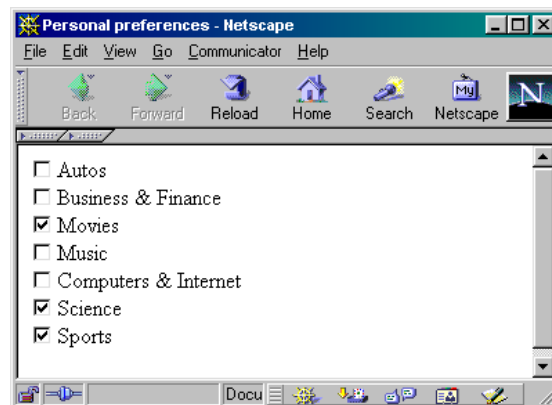 Personal preferences - Netscape
File Edit View Go Communicator Help
Back Forward Reload Home Search Netscape
My
N
Autos
Business & Finance
Movies
Music
Computers & Internet
Science
Sports
Docu